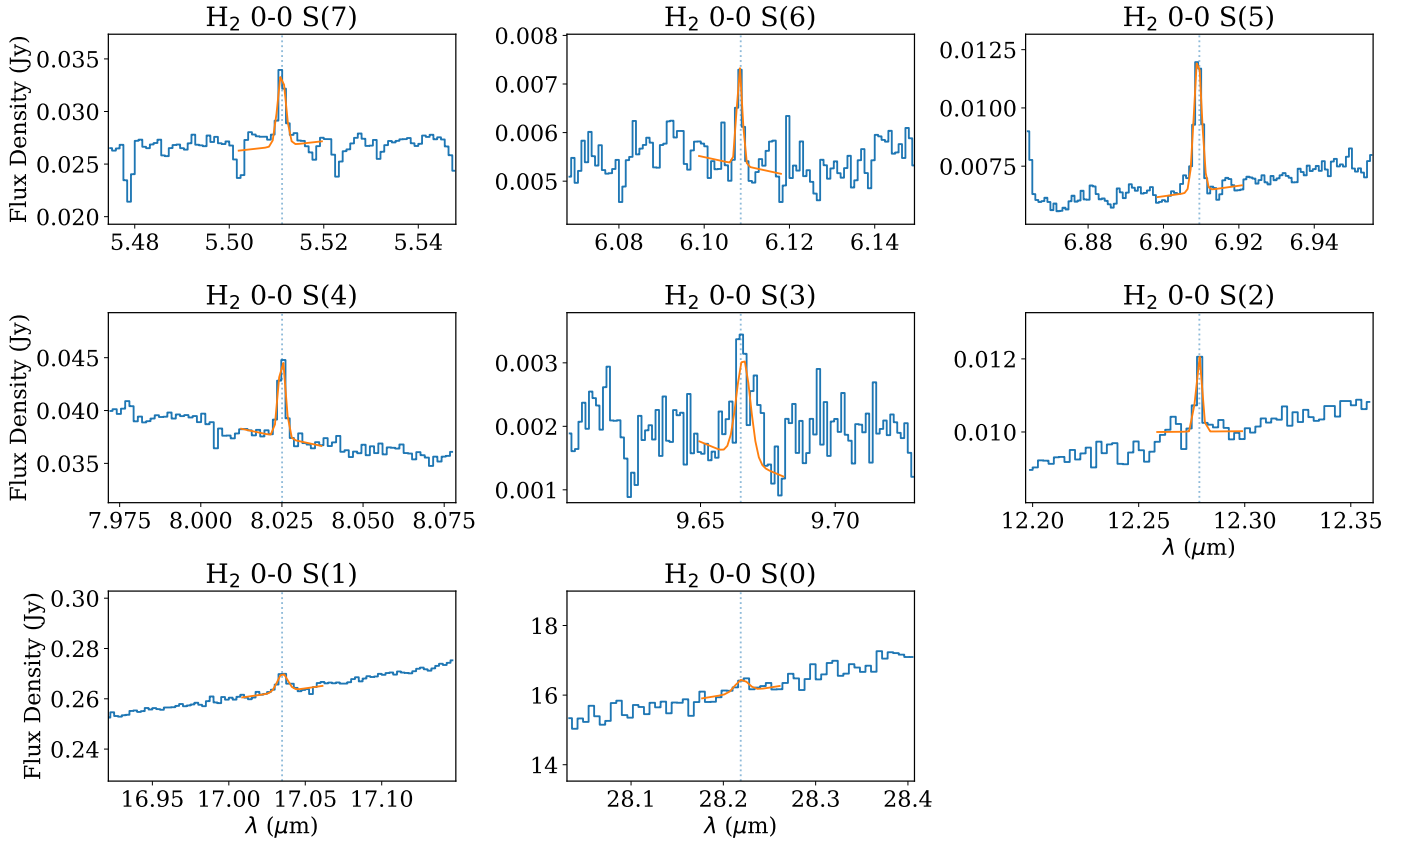 H₂ 0-0 S(7)
H₂ 0-0 S(6)
H₂ 0-0 S(5)
Flux Density (Jy)
0.035
0.030
0.025
0.020
5.48 5.50 5.52 5.54
0.008
0.007
0.006
0.005
6.08 6.10 6.12 6.14
0.0125
0.0100
0.0075
6.88 6.90 6.92 6.94
H₂ 0-0 S(4)
H₂ 0-0 S(3)
H₂ 0-0 S(2)
Flux Density (Jy)
0.045
0.040
0.035
7.975 8.000 8.025 8.050 8.075
0.003
0.002
0.001
9.65 9.70
0.012
0.010
12.20 12.25 12.30 12.35
λ (μm)
H₂ 0-0 S(1)
H₂ 0-0 S(0)
Flux Density (Jy)
0.30
0.28
0.26
0.24
16.95 17.00 17.05 17.10
λ (μm)
18
16
14
28.1 28.2 28.3 28.4
λ (μm)